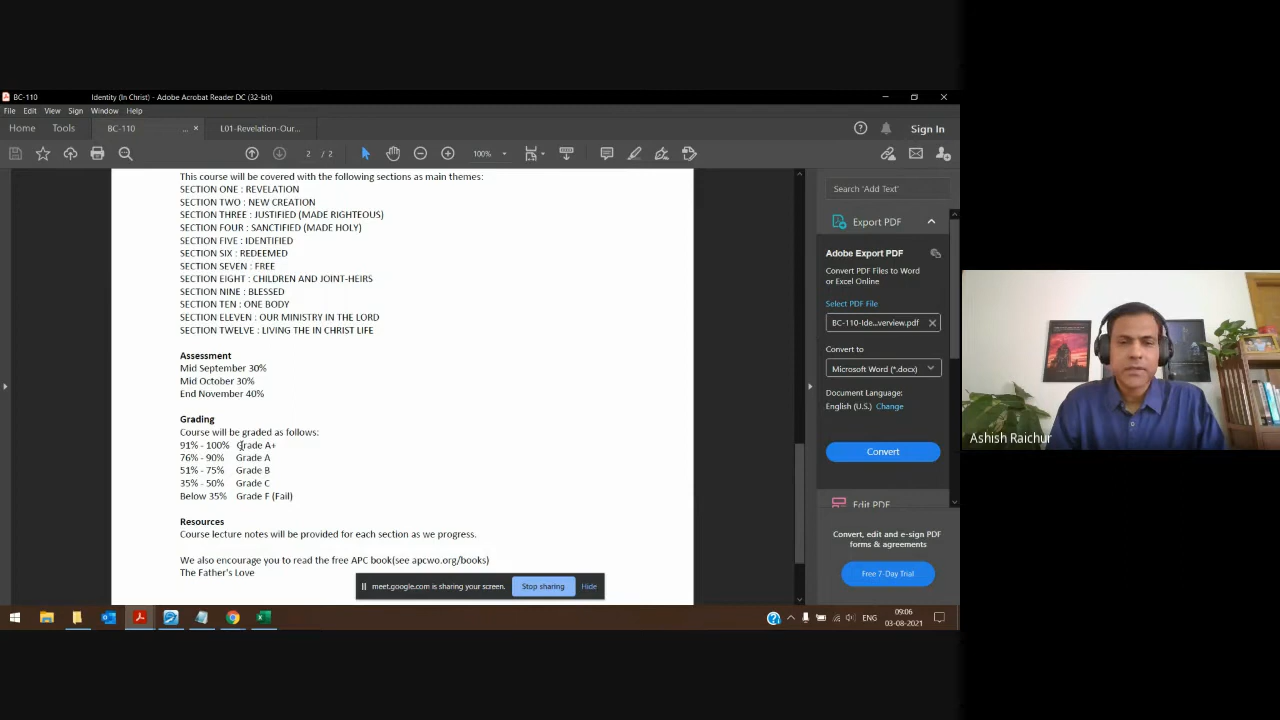 BC-110 Identity (In Christ) - Adobe Acrobat Reader DC (32-bit)
File Edit View Sign Window Help
Home Tools BC-110 ... × L01-Revelation-Our... Sign In
2 / 2 100%
This course will be covered with the following sections as main themes:
SECTION ONE : REVELATION
SECTION TWO : NEW CREATION
SECTION THREE : JUSTIFIED (MADE RIGHTEOUS)
SECTION FOUR : SANCTIFIED (MADE HOLY)
SECTION FIVE : IDENTIFIED
SECTION SIX : REDEEMED
SECTION SEVEN : FREE
SECTION EIGHT : CHILDREN AND JOINT-HEIRS
SECTION NINE : BLESSED
SECTION TEN : ONE BODY
SECTION ELEVEN : OUR MINISTRY IN THE LORD
SECTION TWELVE : LIVING THE IN CHRIST LIFE
Assessment
Mid September 30%
Mid October 30%
End November 40%
Grading
Course will be graded as follows:
91% - 100% Grade A+
76% - 90% Grade A
51% - 75% Grade B
35% - 50% Grade C
Below 35% Grade F (Fail)
Resources
Course lecture notes will be provided for each section as we progress.
We also encourage you to read the free APC book(see apcwo.org/books)
The Father's Love
meet.google.com is sharing your screen. Stop sharing Hide
Search 'Add Text'
Export PDF
Adobe Export PDF
Convert PDF Files to Word
or Excel Online
Select PDF File
BC-110-Ide...verview.pdf
Convert to
Microsoft Word (*.docx)
Document Language:
English (U.S.) Change
Convert
Edit PDF
Convert, edit and e-sign PDF
forms & agreements
Free 7-Day Trial
ENG
09:06
03-08-2021
Ashish Raichur